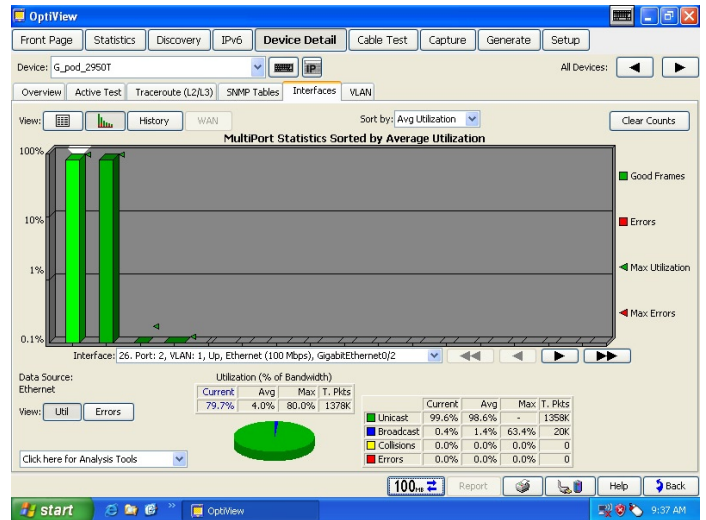 OptiView
Front Page Statistics Discovery IPv6 Device Detail Cable Test Capture Generate Setup
Device: G_pod_2950T IP All Devices:
Overview Active Test Traceroute (L2/L3) SNMP Tables Interfaces VLAN
View: History WAN Sort by: Avg Utilization Clear Counts
MultiPort Statistics Sorted by Average Utilization
100%
Good Frames
10%
Errors
1%
Max Utilization
Max Errors
0.1%
Interface: 26. Port: 2, VLAN: 1, Up, Ethernet (100 Mbps), GigabitEthernet0/2
Data Source:
Ethernet
Utilization (% of Bandwidth)
Current Avg Max T. Pkts
79.7% 4.0% 80.0% 1378K
View: Util Errors
Current Avg Max T. Pkts
Unicast 99.6% 98.6% - 1358K
Broadcast 0.4% 1.4% 63.4% 20K
Collisions 0.0% 0.0% 0.0% 0
Errors 0.0% 0.0% 0.0% 0
Click here for Analysis Tools
100 Report Help Back
start OptiView 9:37 AM